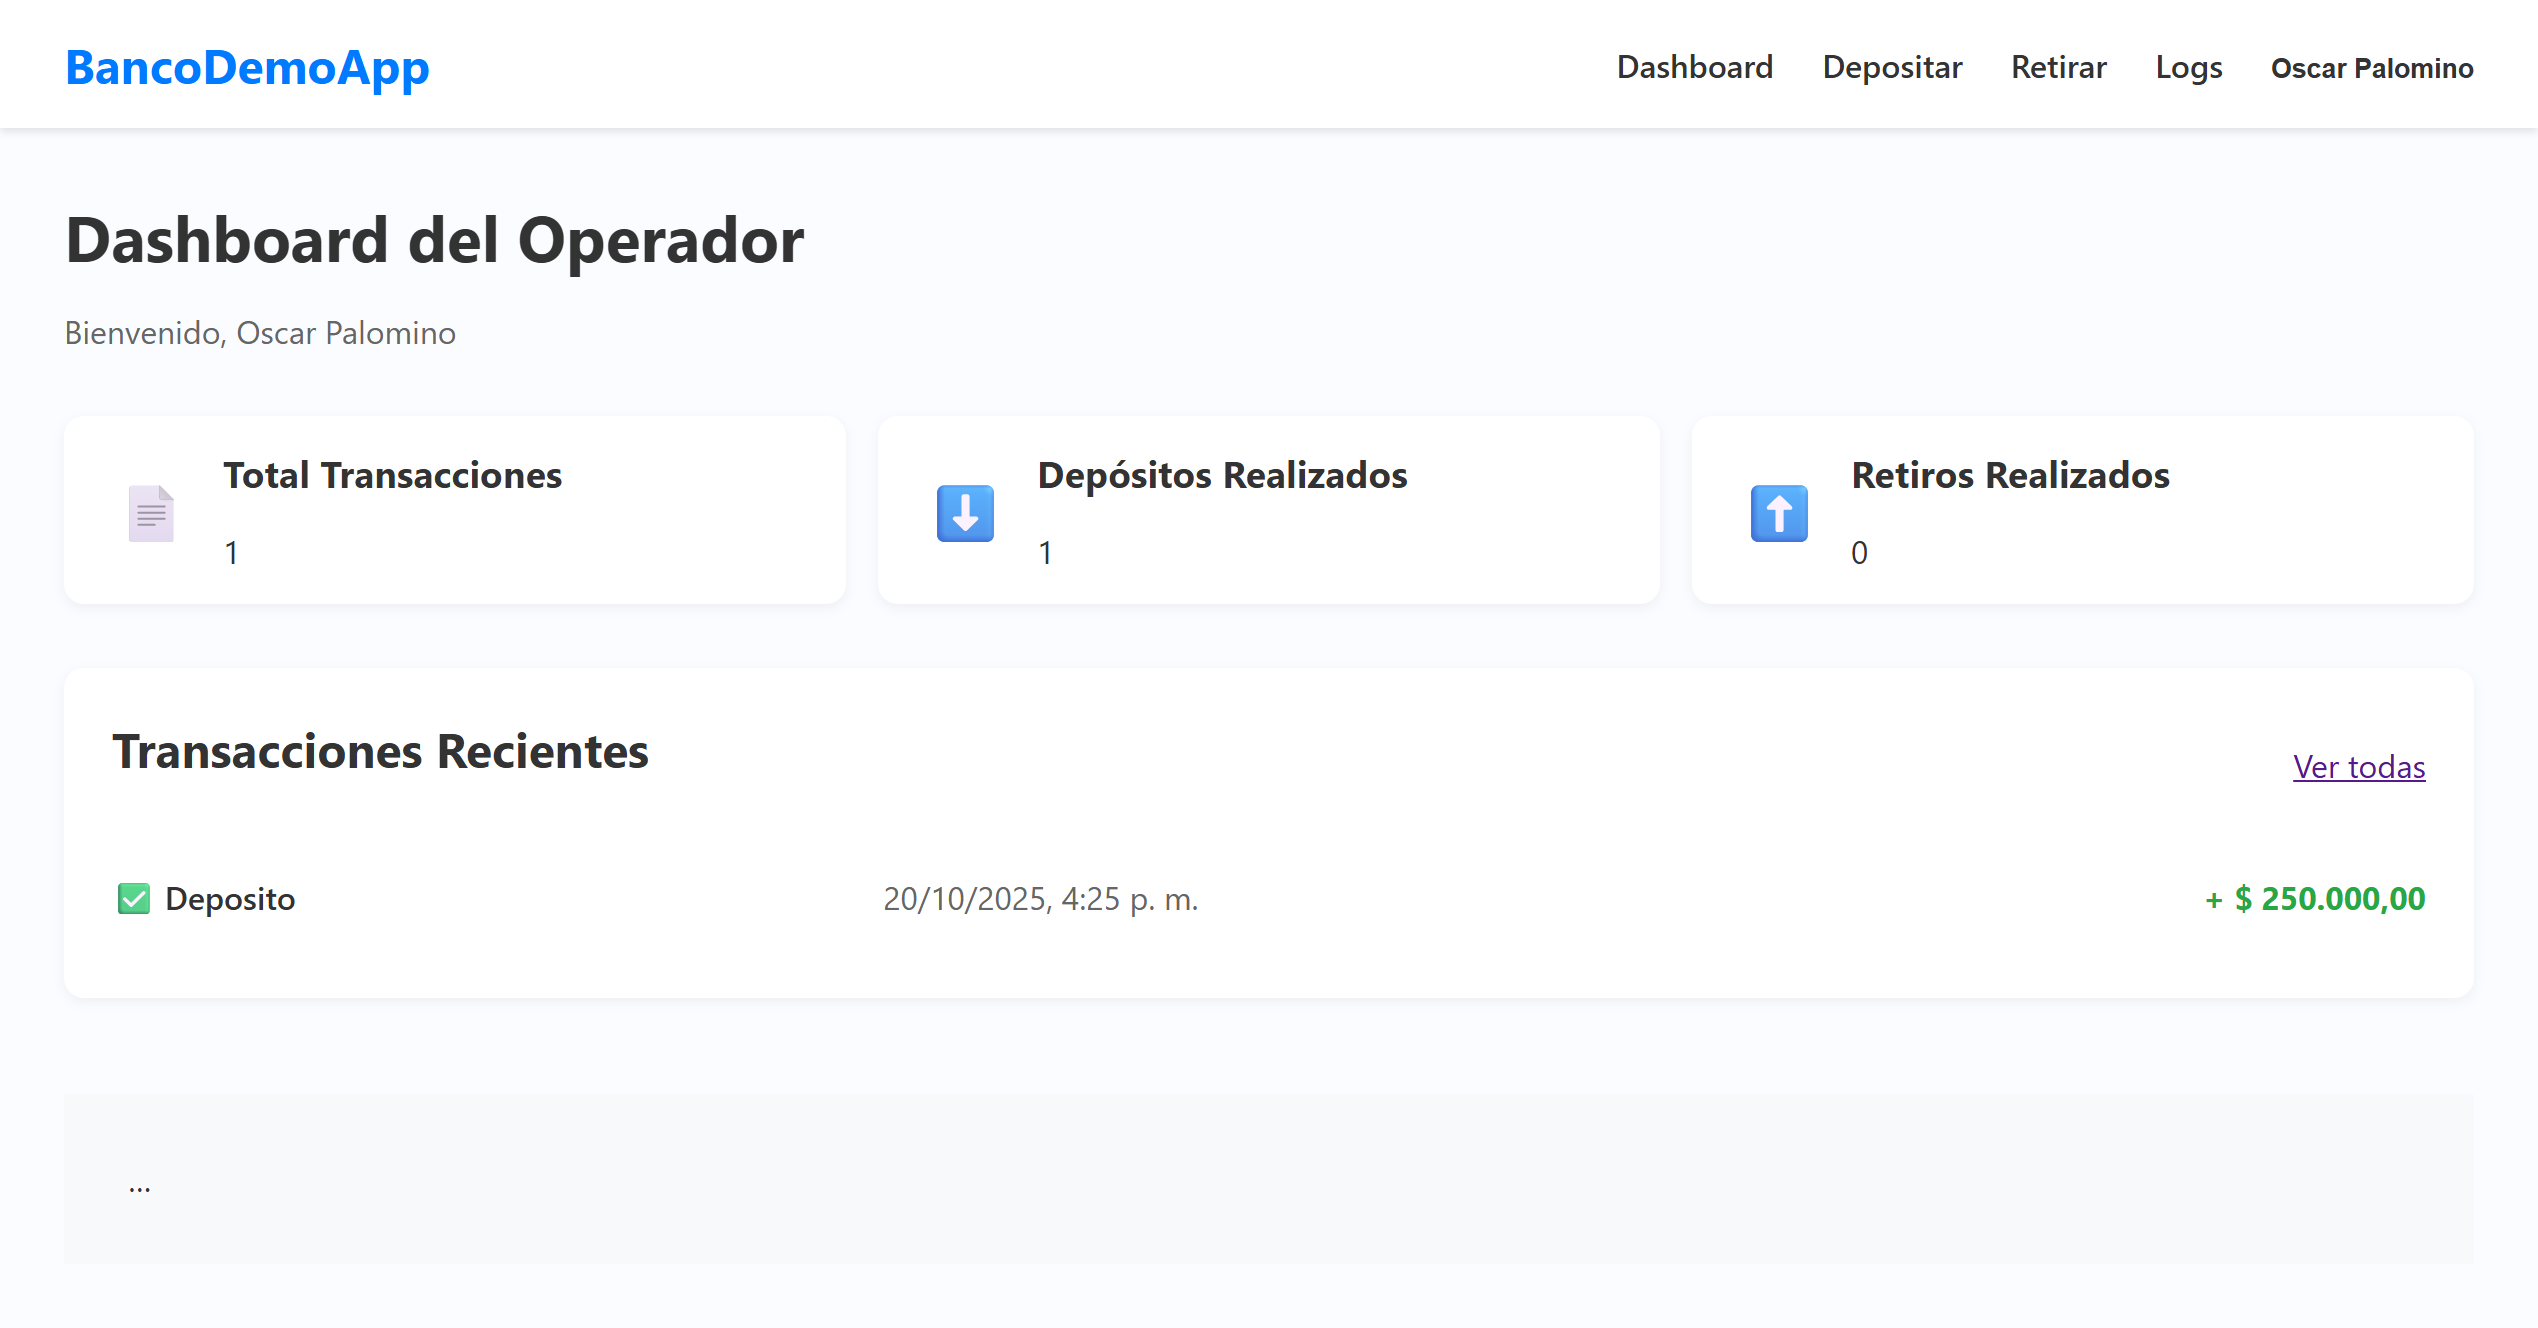 BancoDemoApp
Dashboard Depositar Retirar Logs Oscar Palomino
Dashboard del Operador
Bienvenido, Oscar Palomino
Total Transacciones
1
Depósitos Realizados
1
Retiros Realizados
0
Transacciones Recientes
Ver todas
Deposito 20/10/2025, 4:25 p. m. + $ 250.000,00
...